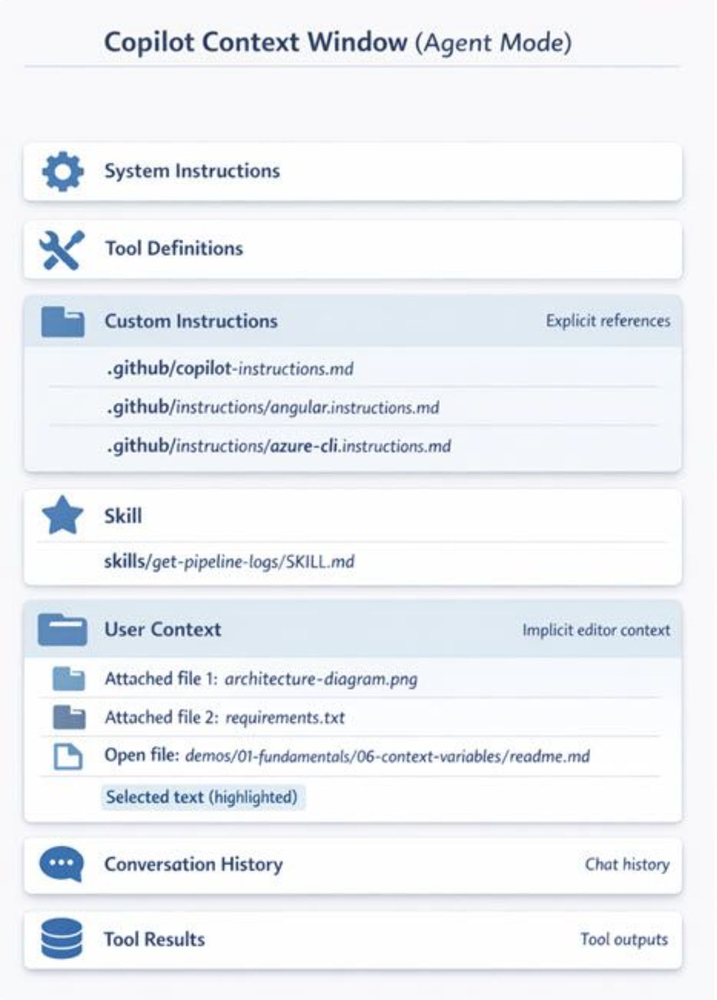 Copilot Context Window (Agent Mode)
System Instructions
Tool Definitions
Custom Instructions Explicit references
.github/copilot-instructions.md
.github/instructions/angular.instructions.md
.github/instructions/azure-cli.instructions.md
Skill
skills/get-pipeline-logs/SKILL.md
User Context Implicit editor context
Attached file 1: architecture-diagram.png
Attached file 2: requirements.txt
Open file: demos/01-fundamentals/06-context-variables/readme.md
Selected text (highlighted)
Conversation History Chat history
Tool Results Tool outputs